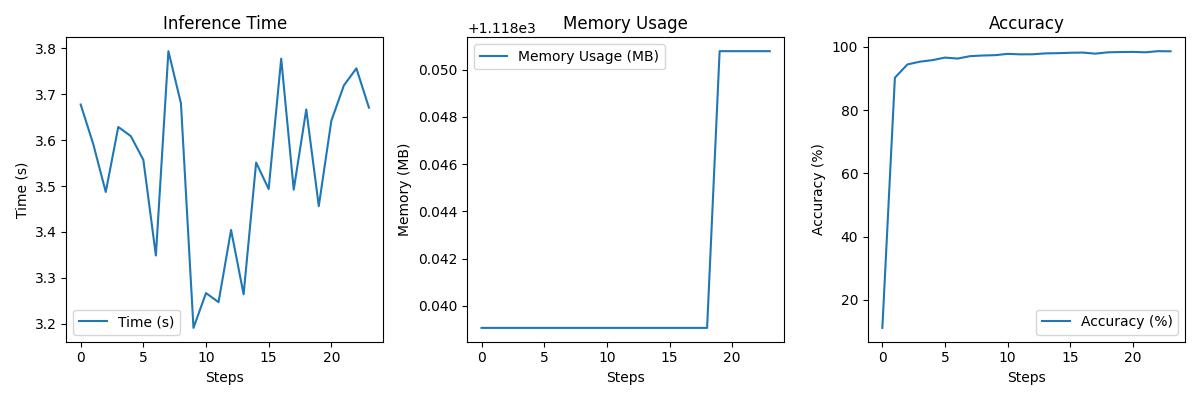 Inference Time
Time (s)
3.8
3.7
3.6
3.5
3.4
3.3
3.2
Time (s)
0 5 10 15 20
Steps
+1.118e3
Memory Usage
Memory (MB)
Memory Usage (MB)
0.050
0.048
0.046
0.044
0.042
0.040
0 5 10 15 20
Steps
Accuracy
Accuracy (%)
100
80
60
40
20
Accuracy (%)
0 5 10 15 20
Steps